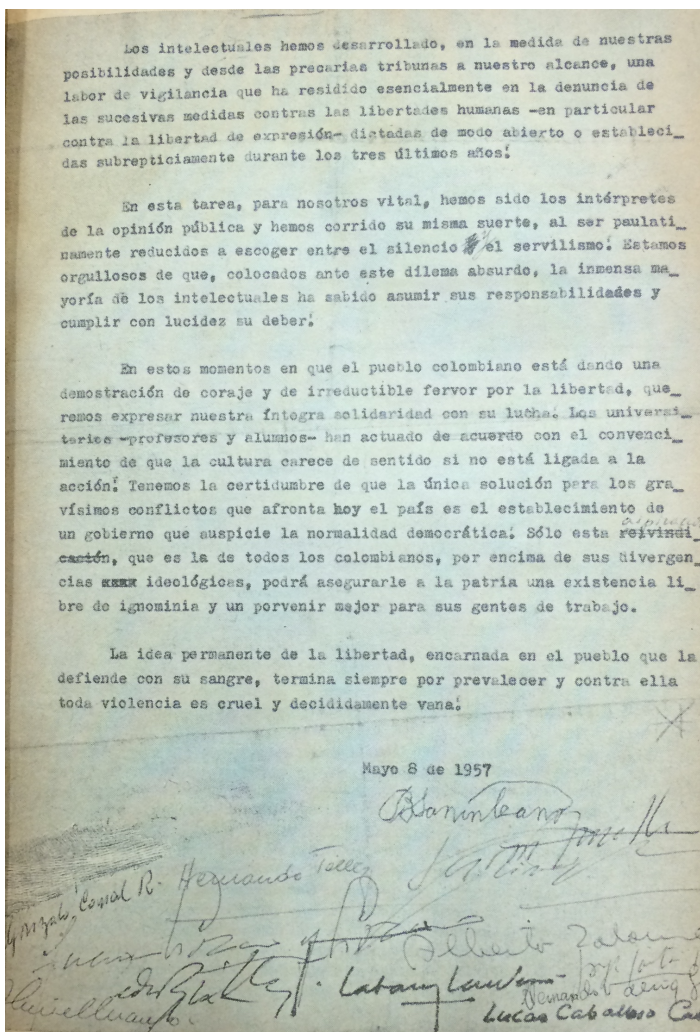 Los intelectuales hemos desarrollado, en la medida de nuestras
posibilidades y desde las precarias tribunas a nuestro alcance, una
labor de vigilancia que ha residido esencialmente en la denuncia de
las sucesivas medidas contras las libertades humanas -en particular
contra la libertad de expresión- dictadas de modo abierto o estableci_
das subrepticiamente durante los tres últimos años.
En esta tarea, para nosotros vital, hemos sido los intérpretes
de la opinión pública y hemos corrido su misma suerte, al ser paulati_
namente reducidos a escoger entre el silencio y el servilismo. Estamos
orgullosos de que, colocados ante este dilema absurdo, la inmensa ma_
yoría de los intelectuales ha sabido asumir sus responsabilidades y
cumplir con lucidez su deber.
En estos momentos en que el pueblo colombiano está dando una
demostración de coraje y de irreductible fervor por la libertad, que_
remos expresar nuestra íntegra solidaridad con su lucha. Los universi_
tarios -profesores y alumnos- han actuado de acuerdo con el convenci_
miento de que la cultura carece de sentido si no está ligada a la
acción. Tenemos la certidumbre de que la única solución para los gra_
vísimos conflictos que afronta hoy el país es el establecimiento de
un gobierno que auspicie la normalidad democrática. Sólo esta reivindi_
cación, que es la de todos los colombianos, por encima de sus divergen_
cias ideológicas, podrá asegurarle a la patria una existencia li_
bre de ignominia y un porvenir mejor para sus gentes de trabajo.
La idea permanente de la libertad, encarnada en el pueblo que la
defiende con su sangre, termina siempre por prevalecer y contra ella
toda violencia es cruel y decididamente vana.
Mayo 8 de 1957
Hernando Téllez
Gonzalo Canal R.
Alberto Zalamea
Lucas Caballero